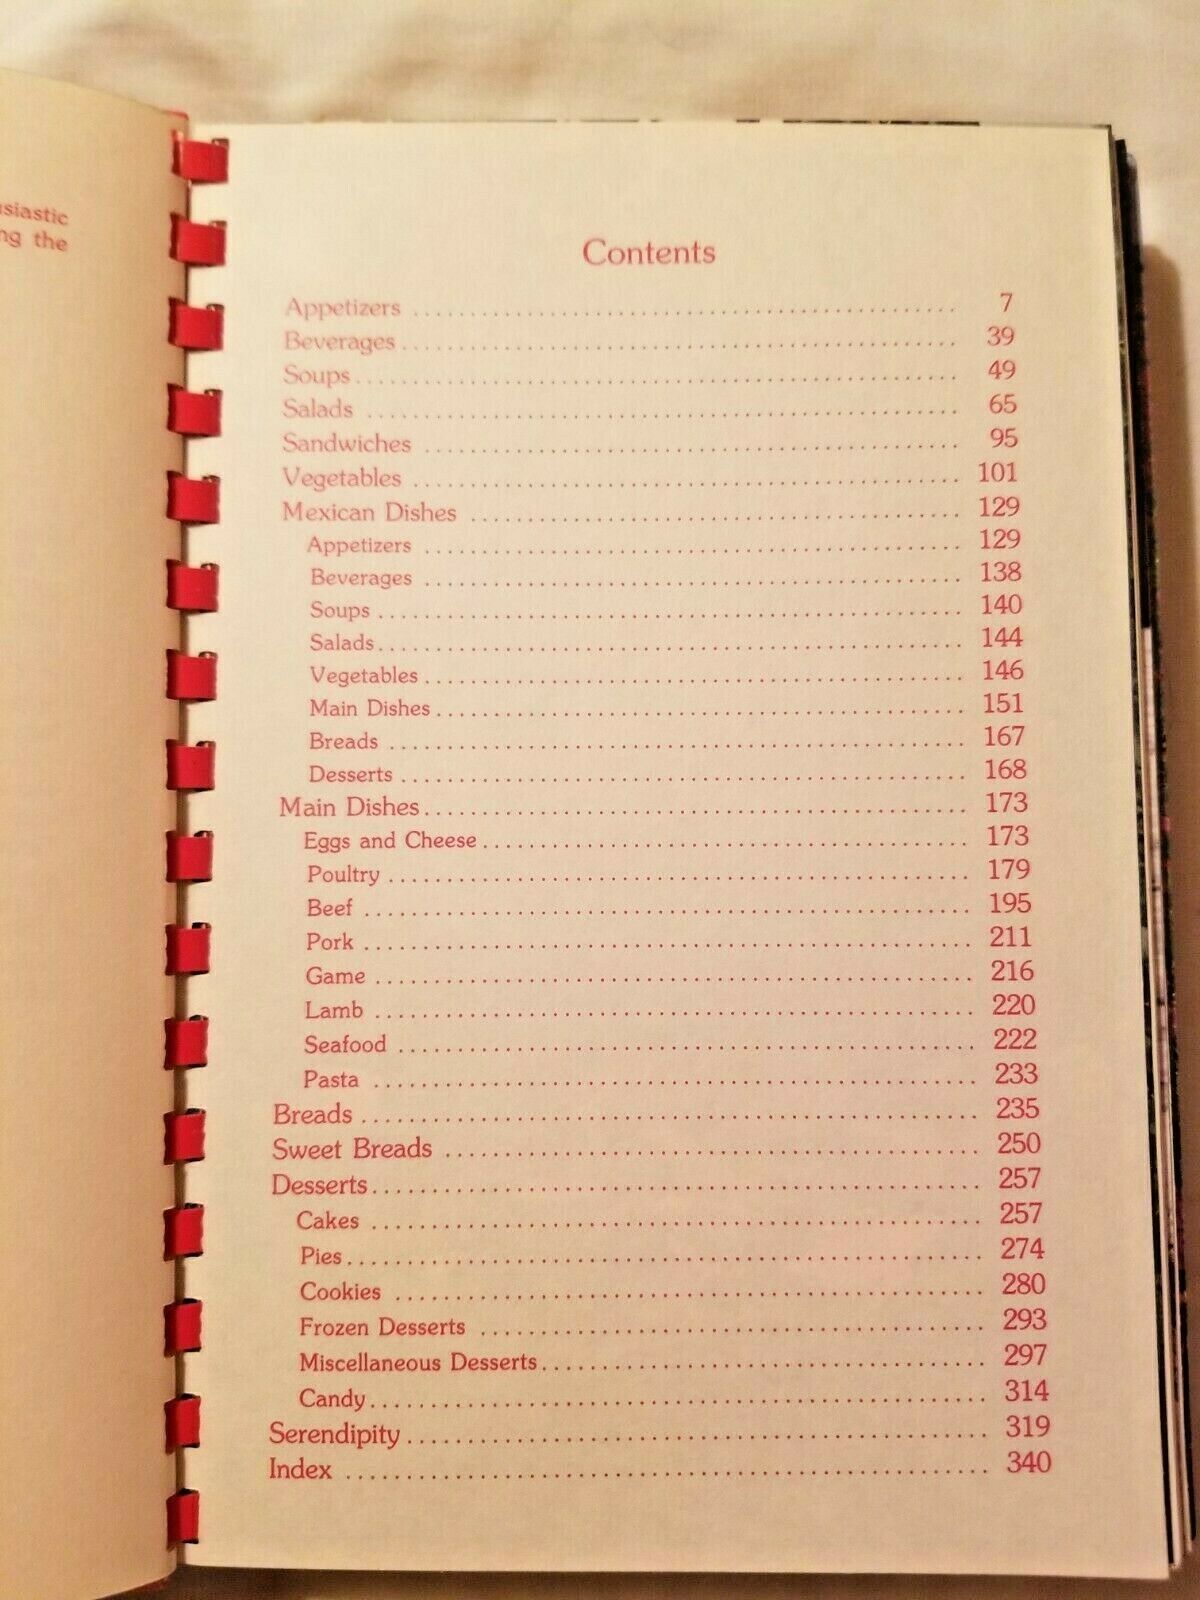 ng the
Contents
Appetizers ........ 7
Beverages ........ 39
Soups ........ 49
Salads ........ 65
Sandwiches ........ 95
Vegetables ........ 101
Mexican Dishes ........ 129
Appetizers ........ 129
Beverages ........ 138
Soups ........ 140
Salads ........ 144
Vegetables ........ 146
Main Dishes ........ 151
Breads ........ 167
Desserts ........ 168
Main Dishes ........ 173
Eggs and Cheese ........ 173
Poultry ........ 179
Beef ........ 195
Pork ........ 211
Game ........ 216
Lamb ........ 220
Seafood ........ 222
Pasta ........ 233
Breads ........ 235
Sweet Breads ........ 250
Desserts ........ 257
Cakes ........ 257
Pies ........ 274
Cookies ........ 280
Frozen Desserts ........ 293
Miscellaneous Desserts ........ 297
Candy ........ 314
Serendipity ........ 319
Index ........ 340